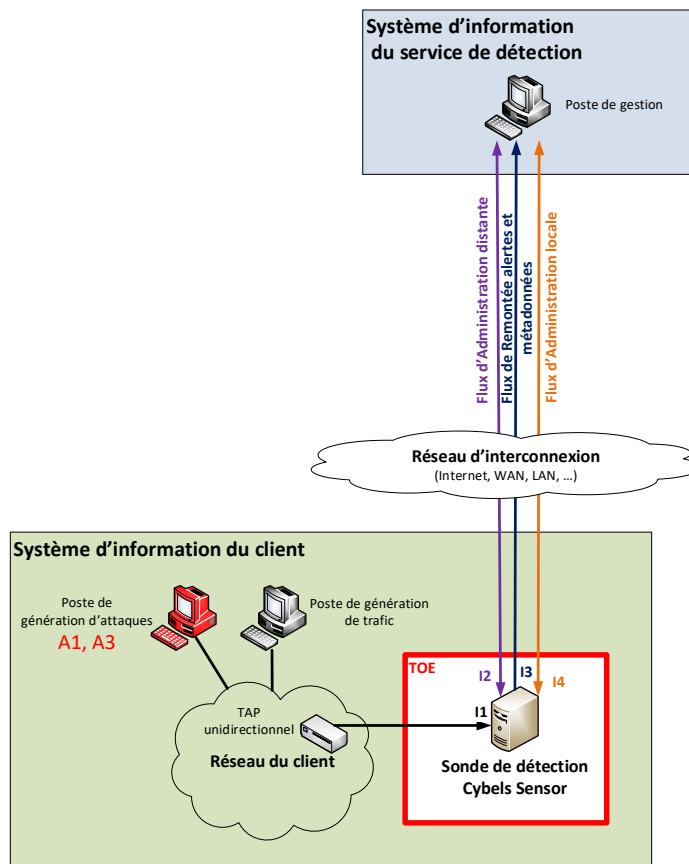 Système d'information
du service de détection
Poste de gestion
Flux d'Administration distante
Flux de Remontée alertes et
métadonnées
Flux d'Administration locale
Réseau d'interconnexion
(Internet, WAN, LAN, …)
Système d'information du client
Poste de
génération d'attaques
A1, A3
Poste de génération
de trafic
TOE
I2
I3
I4
I1
TAP
unidirectionnel
Réseau du client
Sonde de détection
Cybels Sensor